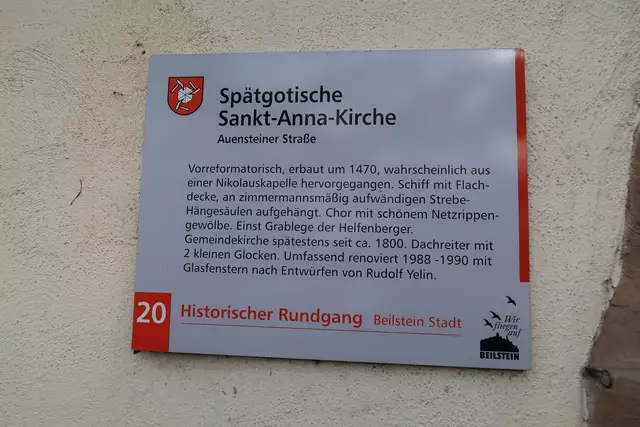 Spätgotische
Sankt-Anna-Kirche
Auensteiner Straße
Vorreformatorisch, erbaut um 1470, wahrscheinlich aus
einer Nikolauskapelle hervorgegangen. Schiff mit Flach-
decke, an zimmermannsmäßig aufwändigen Strebe-
Hängesäulen aufgehängt. Chor mit schönem Netzrippen-
gewölbe. Einst Grablege der Helfenberger.
Gemeindekirche spätestens seit ca. 1800. Dachreiter mit
2 kleinen Glocken. Umfassend renoviert 1988 -1990 mit
Glasfenstern nach Entwürfen von Rudolf Yelin.
20 Historischer Rundgang Beilstein Stadt
Wir
fliegen
auf
BEILSTEIN